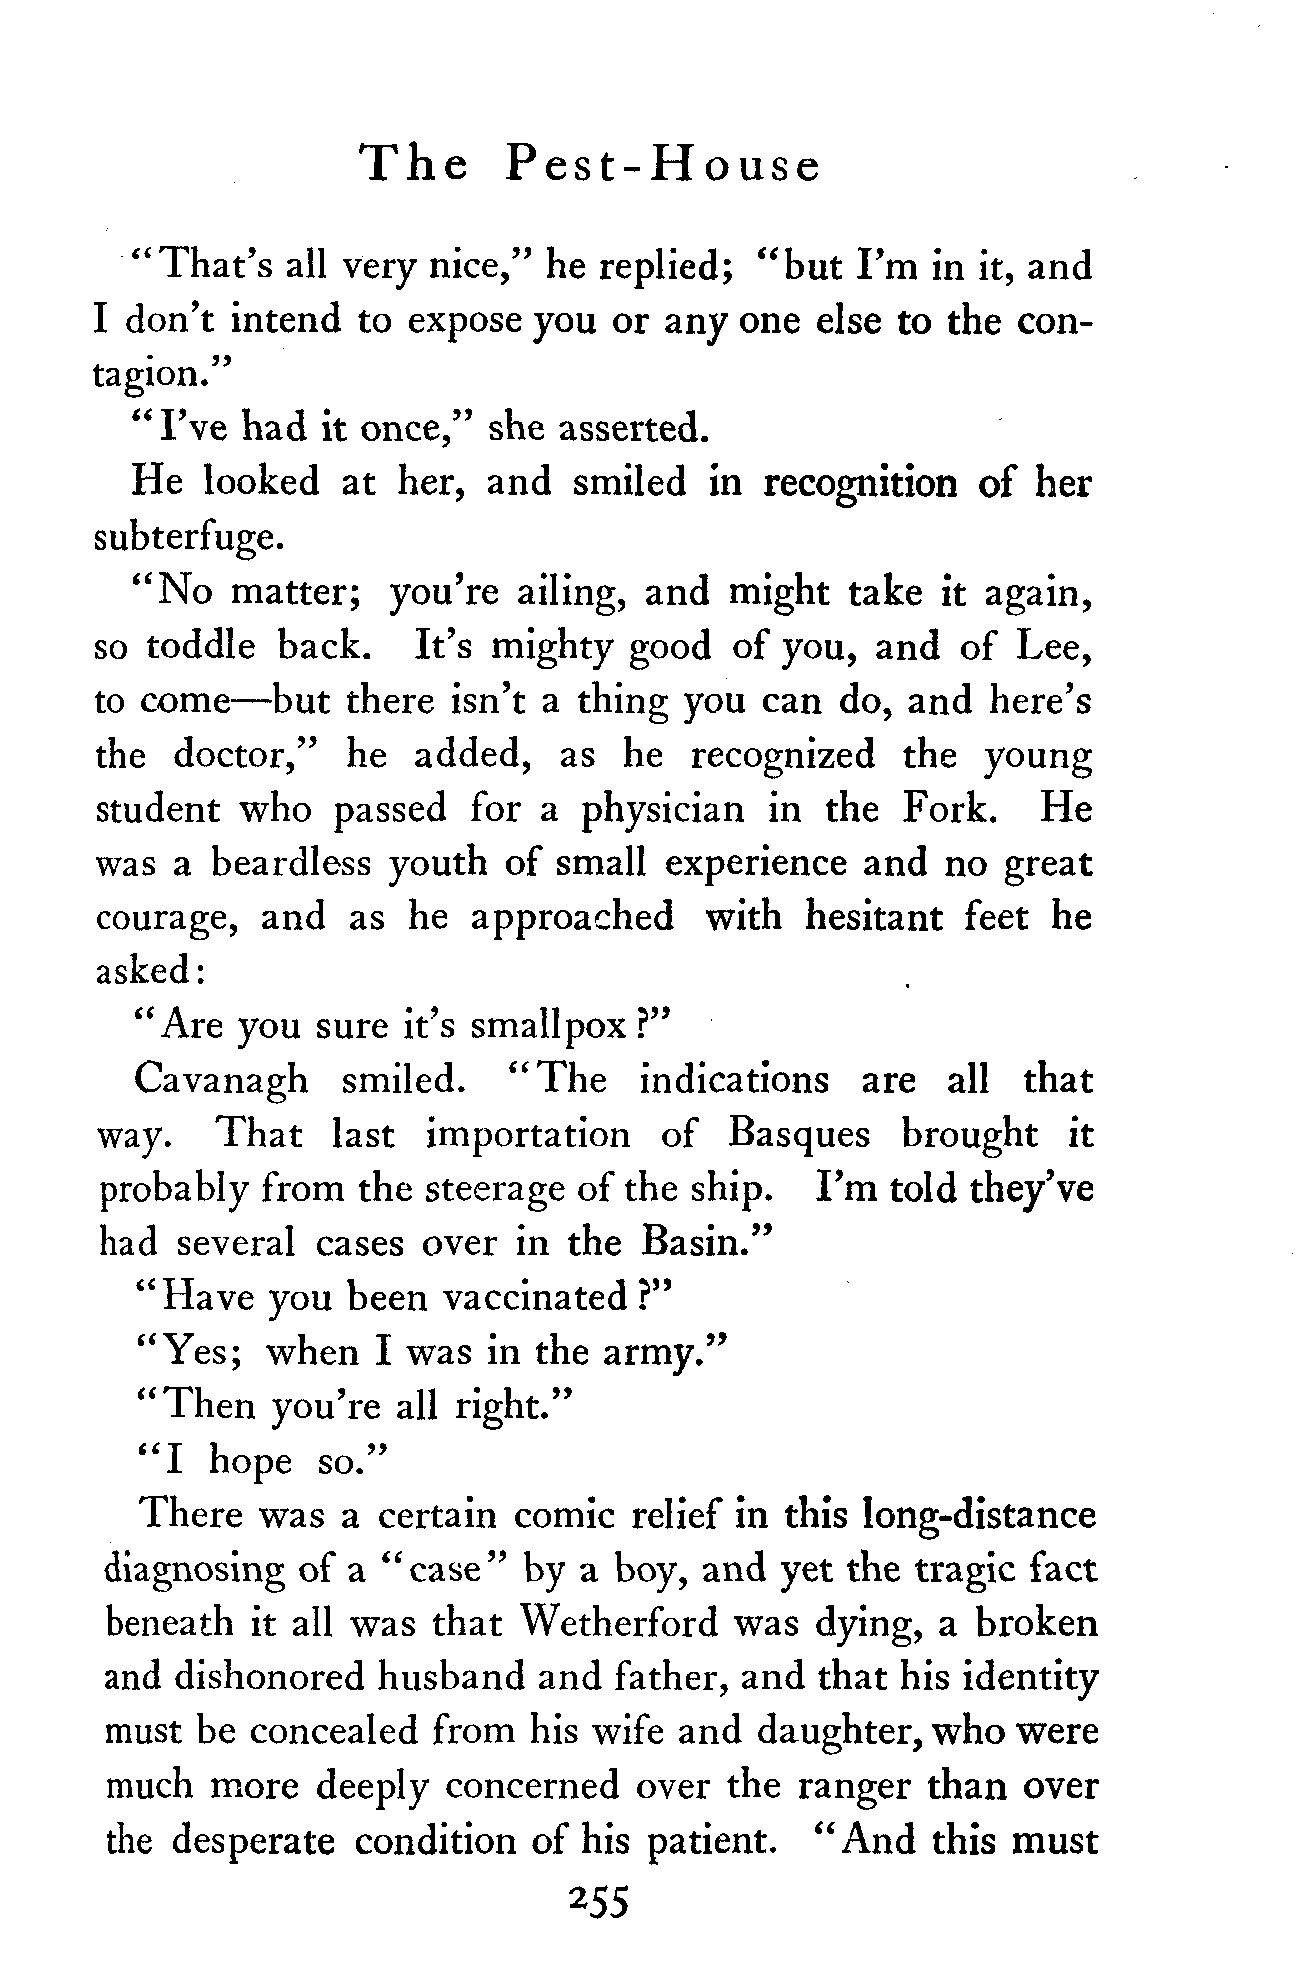 The Pest-House
"That's all very nice," he replied; "but I'm in it, and
I don't intend to expose you or any one else to the con-
tagion."
"I've had it once," she asserted.
He looked at her, and smiled in recognition of her
subterfuge.
"No matter; you're ailing, and might take it again,
so toddle back. It's mighty good of you, and of Lee,
to come—but there isn't a thing you can do, and here's
the doctor," he added, as he recognized the young
student who passed for a physician in the Fork. He
was a beardless youth of small experience and no great
courage, and as he approached with hesitant feet he
asked:
"Are you sure it's smallpox?"
Cavanagh smiled. "The indications are all that
way. That last importation of Basques brought it
probably from the steerage of the ship. I'm told they've
had several cases over in the Basin."
"Have you been vaccinated?"
"Yes; when I was in the army."
"Then you're all right."
"I hope so."
There was a certain comic relief in this long-distance
diagnosing of a "case" by a boy, and yet the tragic fact
beneath it all was that Wetherford was dying, a broken
and dishonored husband and father, and that his identity
must be concealed from his wife and daughter, who were
much more deeply concerned over the ranger than over
the desperate condition of his patient. "And this must
255